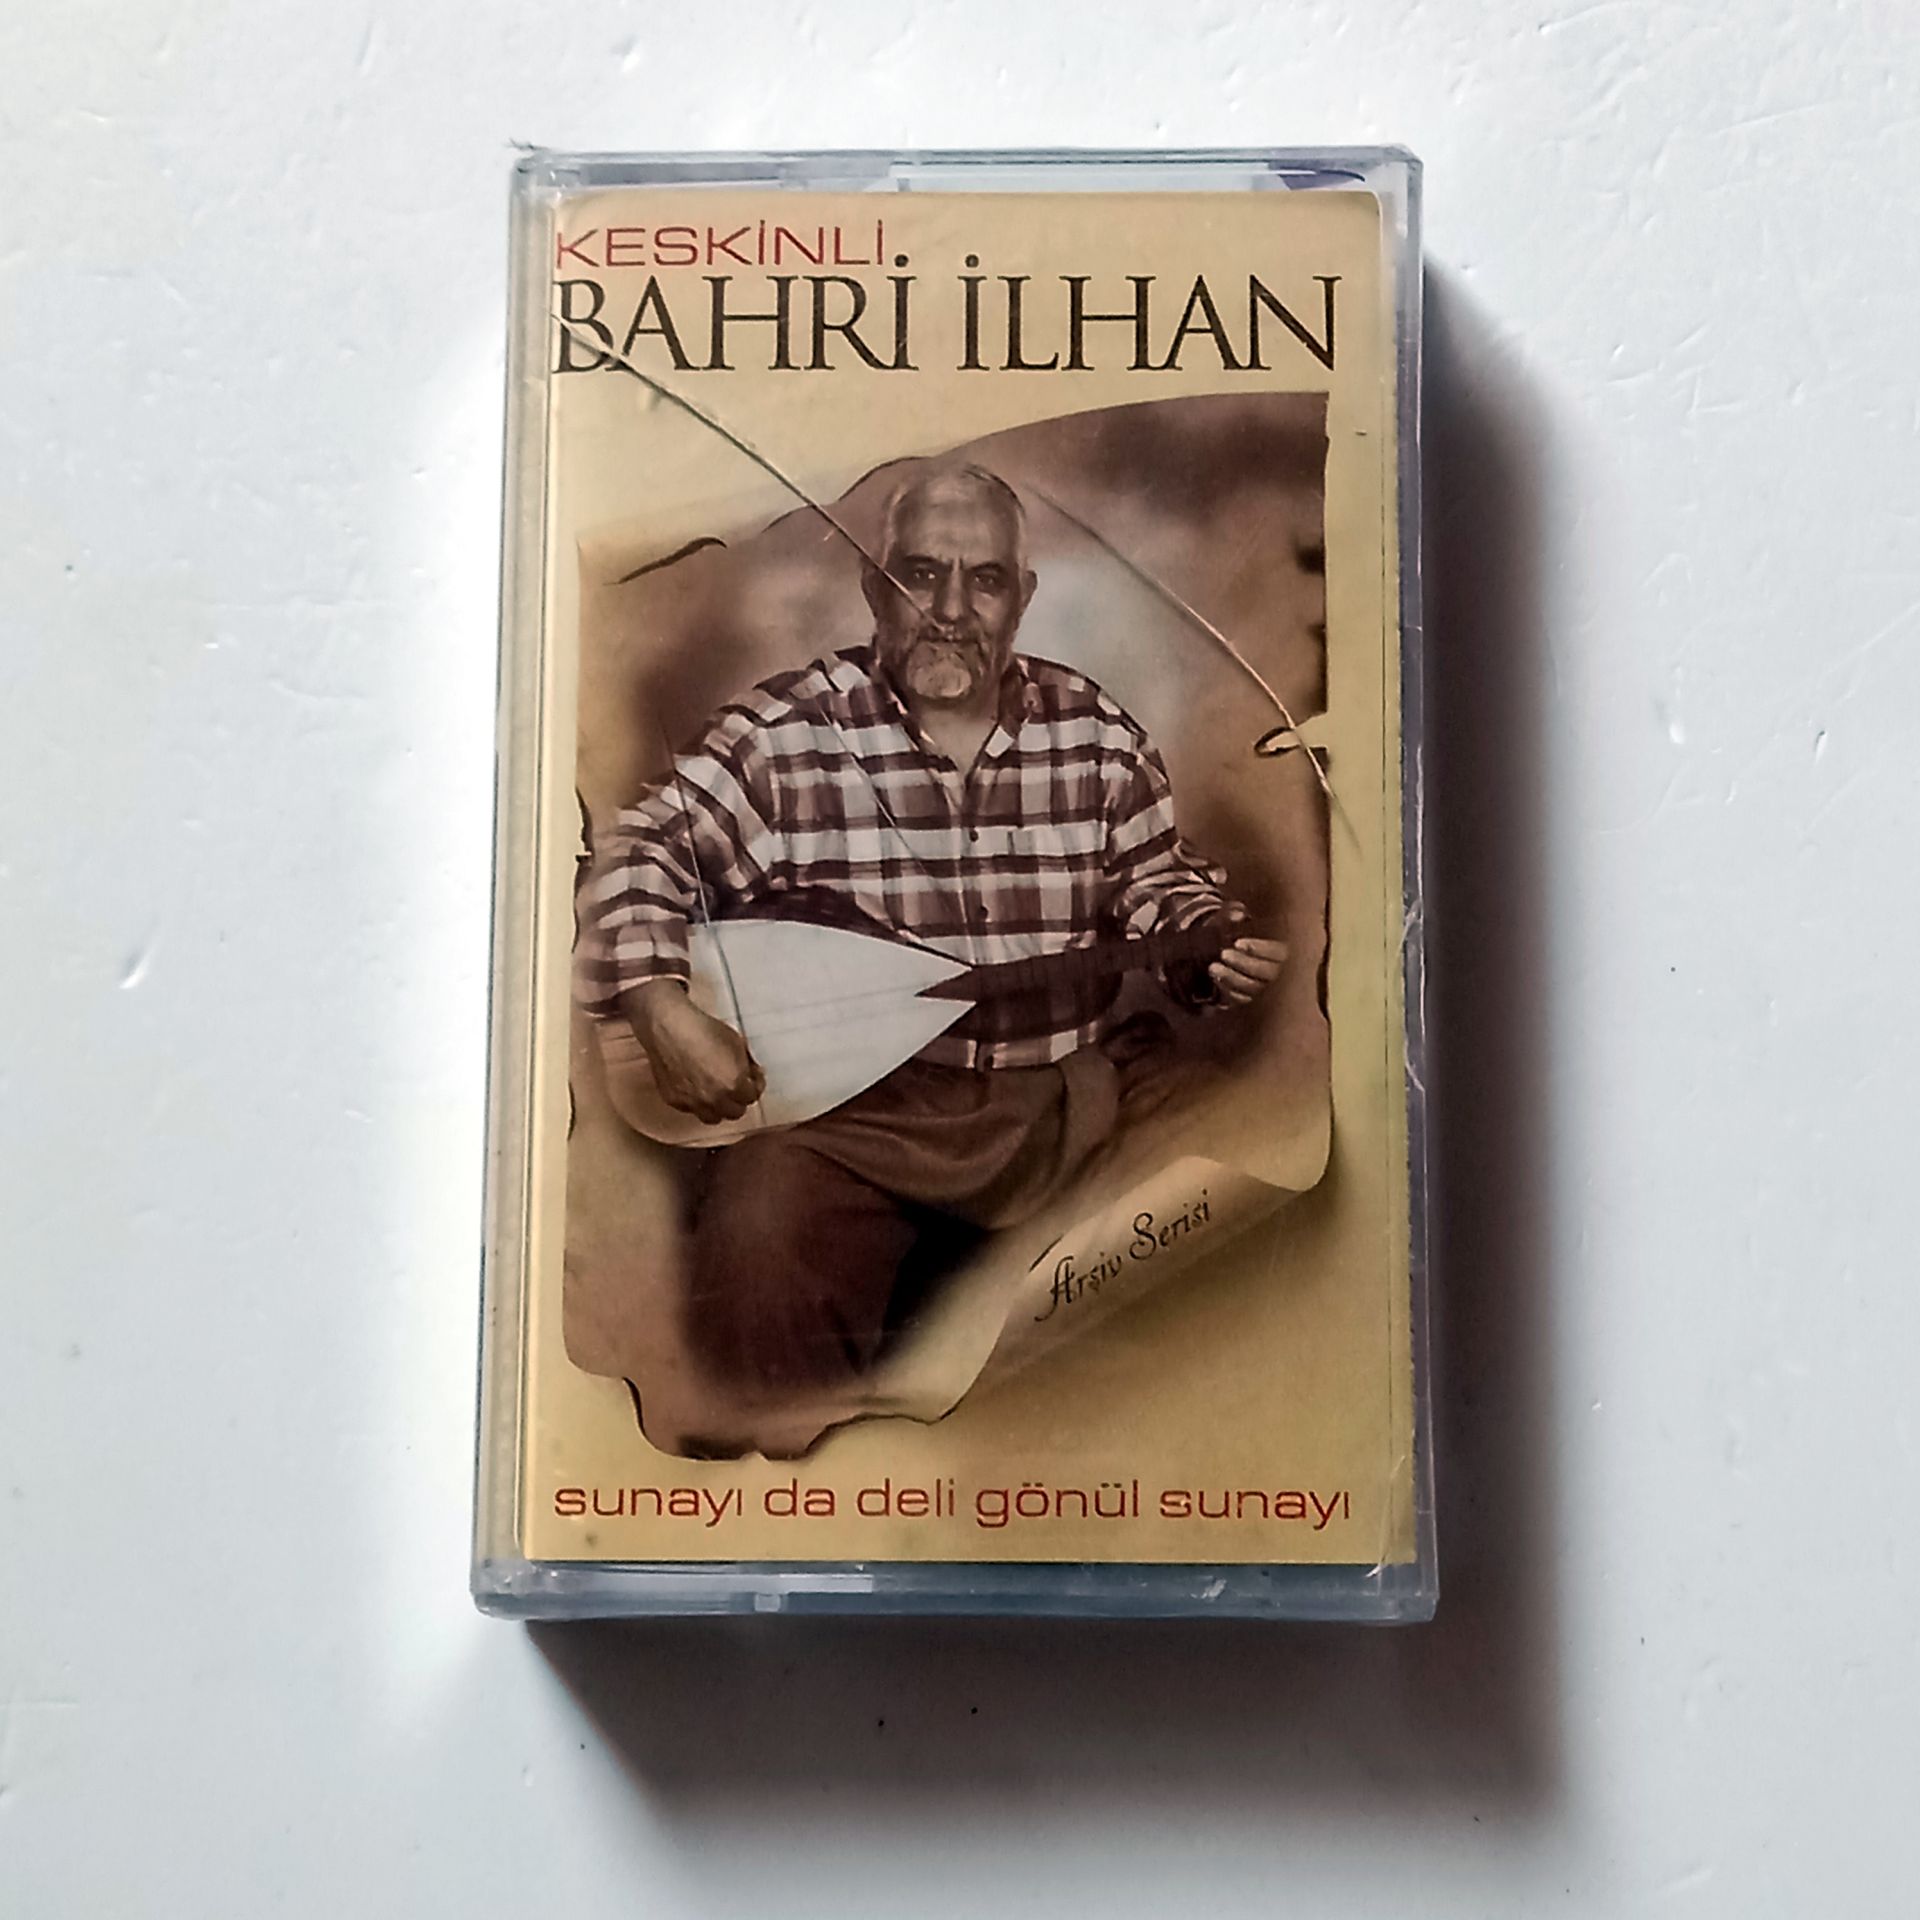 KESKİNLİ
BAHRİ İLHAN
Arşiv Serisi
sunayı da deli gönül sunayı